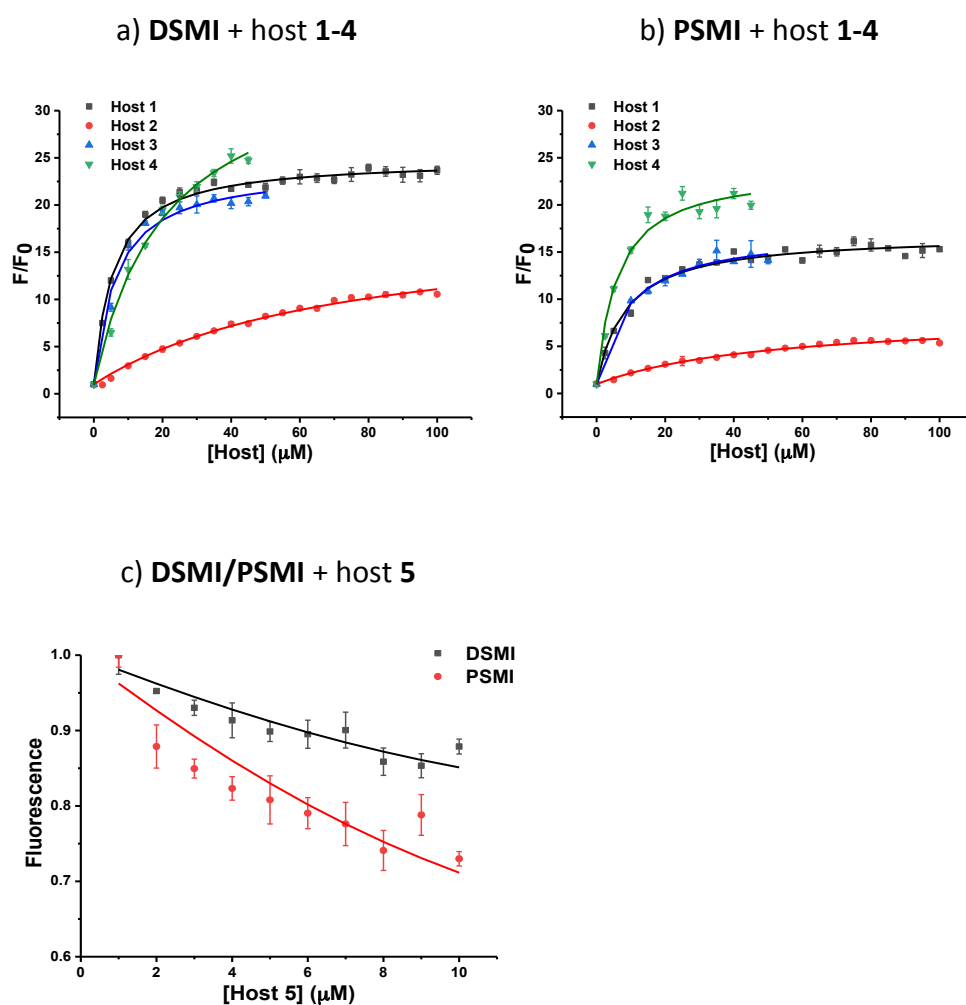 a) DSMI + host 1-4
b) PSMI + host 1-4
Host 1
Host 2
Host 3
Host 4
30
25
20
15
10
5
0
F/F0
0 20 40 60 80 100
[Host] (μM)
Host 1
Host 2
Host 3
Host 4
30
25
20
15
10
5
0
F/F0
0 20 40 60 80 100
[Host] (μM)
c) DSMI/PSMI + host 5
DSMI
PSMI
1.0
0.9
0.8
0.7
0.6
Fluorescence
0 2 4 6 8 10
[Host 5] (μM)